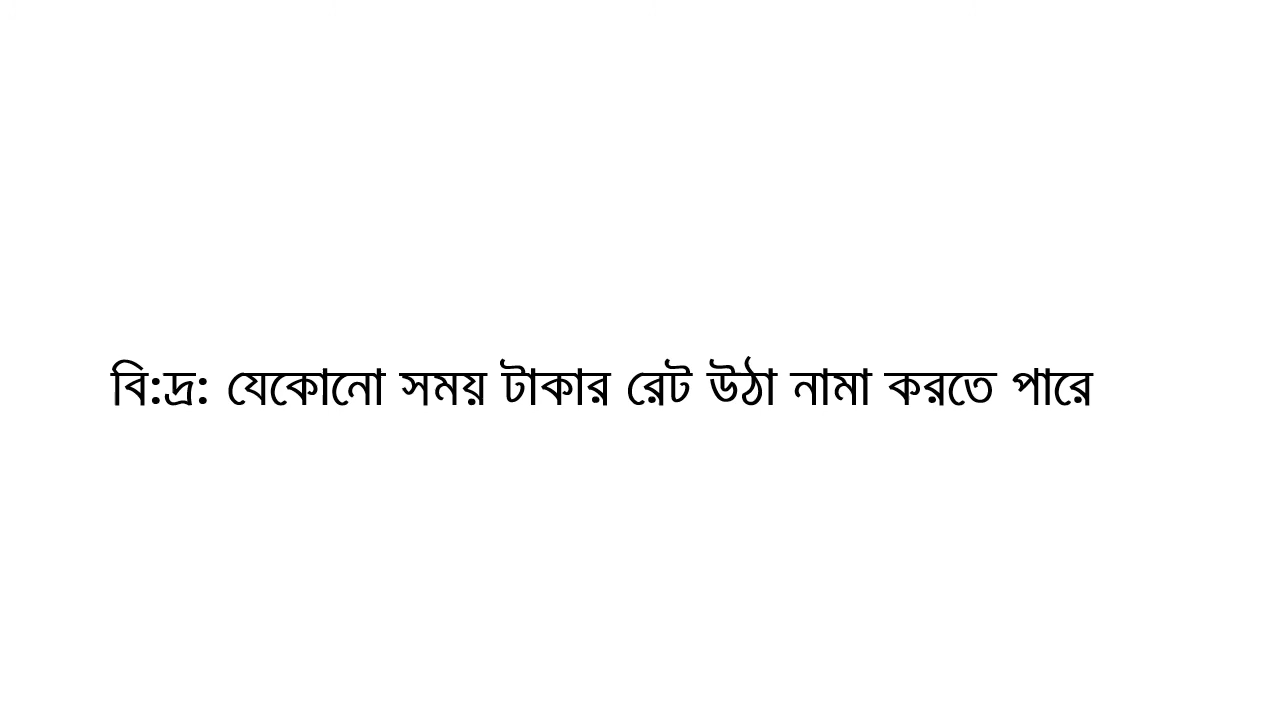 বি:দ্র: যেকোনো সময় টাকার রেট উঠা নামা করতে পারে